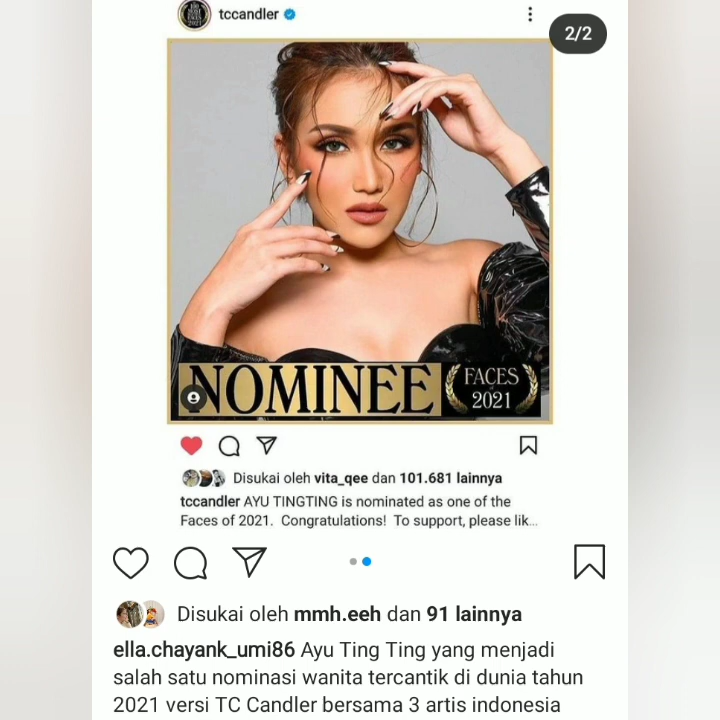 tccandler
2/2
NOMINEE
FACES
of
2021
Disukai oleh vita_qee dan 101.681 lainnya
tccandler AYU TINGTING is nominated as one of the
Faces of 2021. Congratulations! To support, please lik...
Disukai oleh mmh.eeh dan 91 lainnya
ella.chayank_umi86 Ayu Ting Ting yang menjadi
salah satu nominasi wanita tercantik di dunia tahun
2021 versi TC Candler bersama 3 artis indonesia